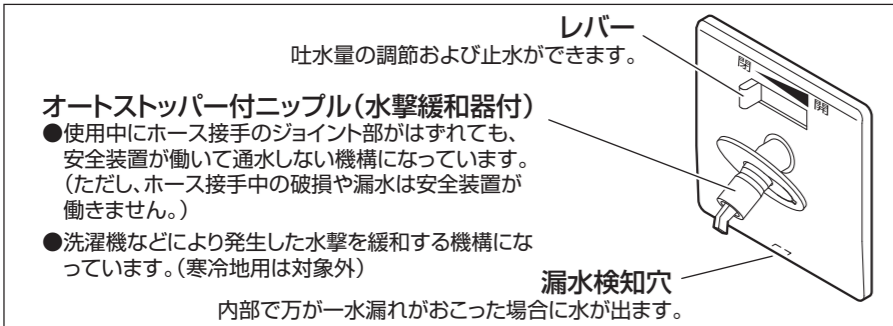 レバー
吐水量の調節および止水ができます。
閉
開
オートストッパー付ニップル(水撃緩和器付)
●使用中にホース接手のジョイント部がはずれても、
安全装置が働いて通水しない機構になっています。
(ただし、ホース接手中の破損や漏水は安全装置が
働きません。)
●洗濯機などにより発生した水撃を緩和する機構にな
っています。(寒冷地用は対象外)
漏水検知穴
内部で万が一水漏れがおこった場合に水が出ます。